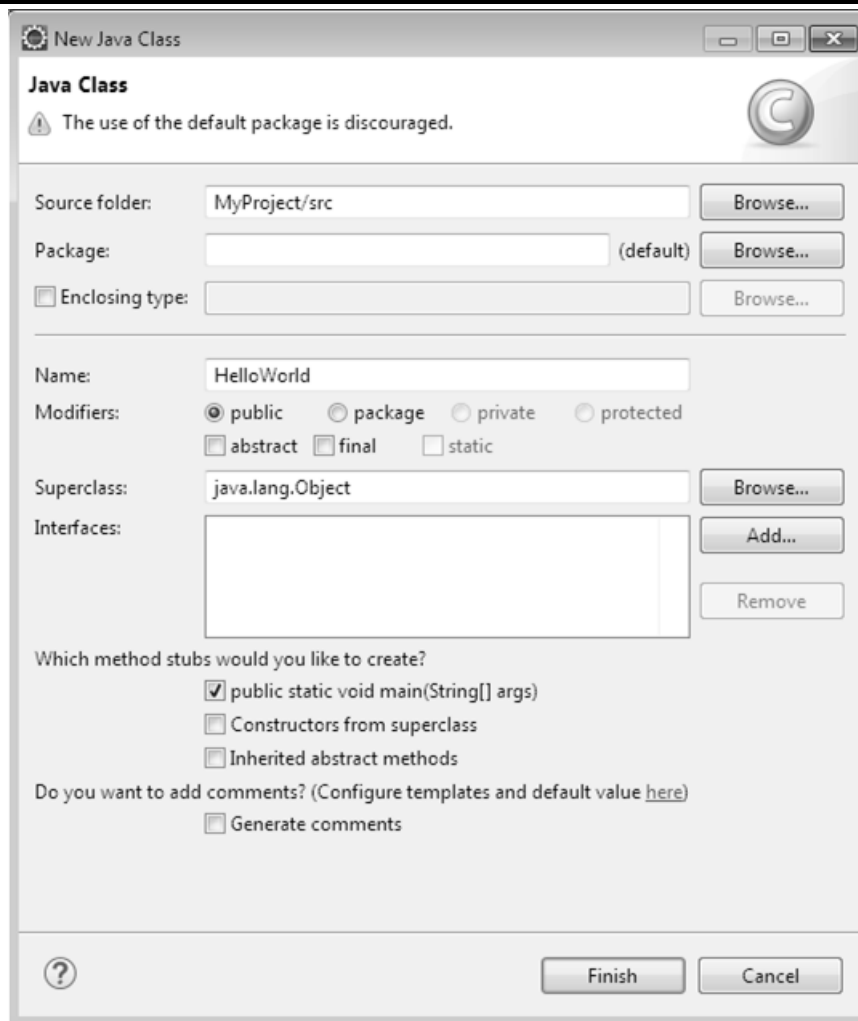 New Java Class
Java Class
The use of the default package is discouraged.
Source folder: MyProject/src Browse...
Package: (default) Browse...
Enclosing type: Browse...
Name: HelloWorld
Modifiers: public package private protected
abstract final static
Superclass: java.lang.Object Browse...
Interfaces: Add...
Remove
Which method stubs would you like to create?
public static void main(String[] args)
Constructors from superclass
Inherited abstract methods
Do you want to add comments? (Configure templates and default value here)
Generate comments
? Finish Cancel